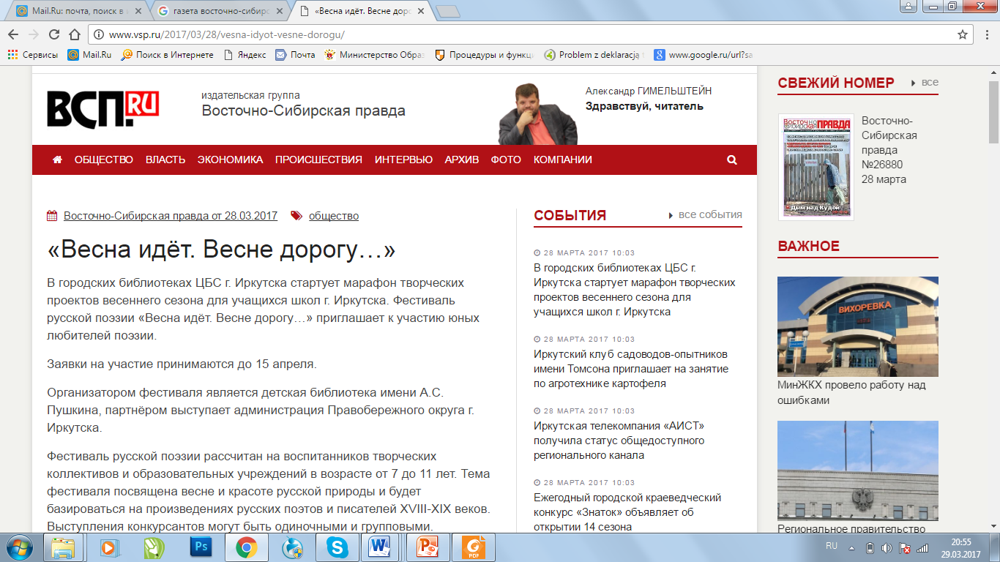 Mail.Ru: почта, поиск в
газета восточно-сибирс
«Весна идёт. Весне доро
www.vsp.ru/2017/03/28/vesna-idyot-vesne-dorogu/
Сервисы
Mail.Ru
Поиск в Интернете
Яндекс
Почта
Министерство Обра
Процедуры и функц
Problem z deklaracją
www.google.ru/url?sa
ВСП.RU
издательская группа
Восточно-Сибирская правда
Александр ГИМЕЛЬШТЕЙН
Здравствуй, читатель
ОБЩЕСТВО ВЛАСТЬ ЭКОНОМИКА ПРОИСШЕСТВИЯ ИНТЕРВЬЮ АРХИВ ФОТО КОМПАНИИ
Восточно-Сибирская правда от 28.03.2017 общество
«Весна идёт. Весне дорогу…»
В городских библиотеках ЦБС г. Иркутска стартует марафон творческих
проектов весеннего сезона для учащихся школ г. Иркутска. Фестиваль
русской поэзии «Весна идёт. Весне дорогу…» приглашает к участию юных
любителей поэзии.
Заявки на участие принимаются до 15 апреля.
Организатором фестиваля является детская библиотека имени А.С.
Пушкина, партнёром выступает администрация Правобережного округа г.
Иркутска.
Фестиваль русской поэзии рассчитан на воспитанников творческих
коллективов и образовательных учреждений в возрасте от 7 до 11 лет. Тема
фестиваля посвящена весне и красоте русской природы и будет
базироваться на произведениях русских поэтов и писателей XVIII-XIX веков.
Выступления конкурсантов могут быть одиночными и групповыми.
СОБЫТИЯ
все события
28 МАРТА 2017 10:03
В городских библиотеках ЦБС г.
Иркутска стартует марафон творческих
проектов весеннего сезона для
учащихся школ г. Иркутска
28 МАРТА 2017 10:03
Иркутский клуб садоводов-опытников
имени Томсона приглашает на занятие
по агротехнике картофеля
28 МАРТА 2017 10:03
Иркутская телекомпания «АИСТ»
получила статус общедоступного
регионального канала
28 МАРТА 2017 10:03
Ежегодный городской краеведческий
конкурс «Знаток» объявляет об
открытии 14 сезона
СВЕЖИЙ НОМЕР
все
Восточно Сибирская ПРАВДА
Дым над Кудой
Восточно-
Сибирская
правда
№26880
28 марта
ВАЖНОЕ
ВИХОРЕВКА
МинЖКХ провело работу над
ошибками
Региональное правительство
Ps
PDF
RU
20:55
29.03.2017